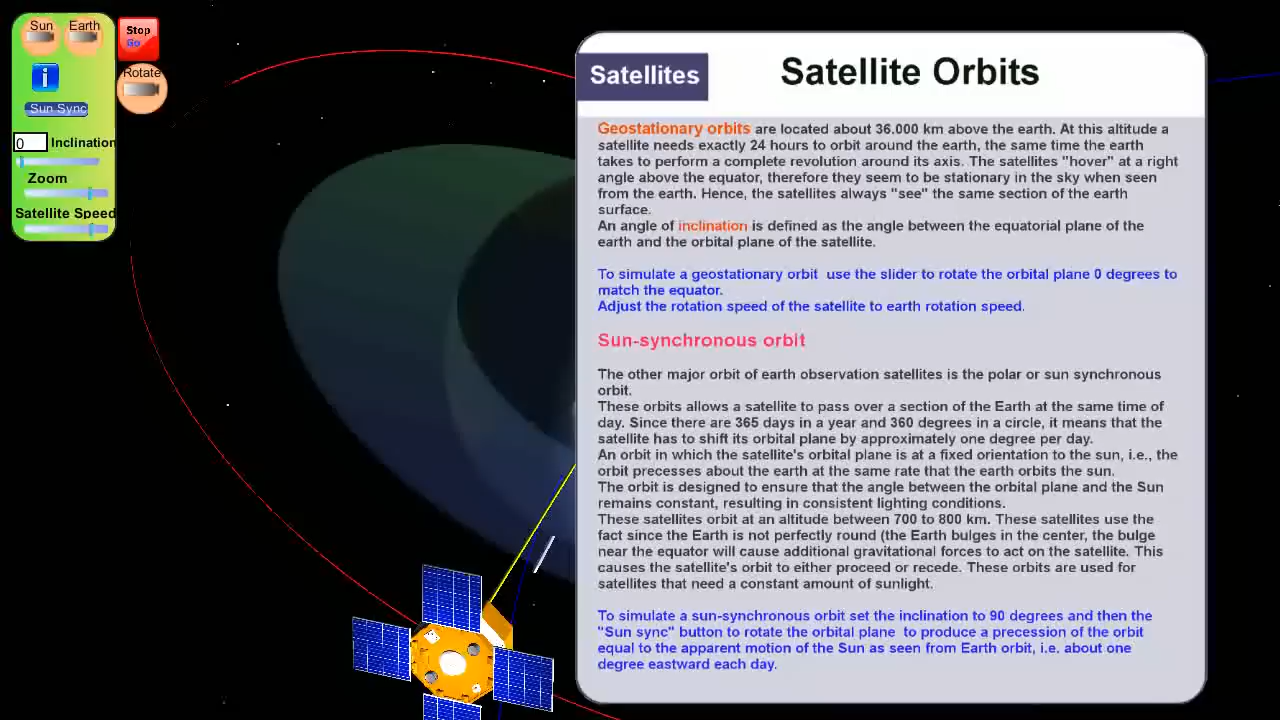 Sun Earth
Stop
Go
Rotate
i
Sun Sync
0 Inclination
Zoom
Satellite Speed
Satellites
Satellite Orbits
Geostationary orbits are located about 36.000 km above the earth. At this altitude a
satellite needs exactly 24 hours to orbit around the earth, the same time the earth
takes to perform a complete revolution around its axis. The satellites "hover" at a right
angle above the equator, therefore they seem to be stationary in the sky when seen
from the earth. Hence, the satellites always "see" the same section of the earth
surface.
An angle of inclination is defined as the angle between the equatorial plane of the
earth and the orbital plane of the satellite.
To simulate a geostationary orbit use the slider to rotate the orbital plane 0 degrees to
match the equator.
Adjust the rotation speed of the satellite to earth rotation speed.
Sun-synchronous orbit
The other major orbit of earth observation satellites is the polar or sun synchronous
orbit.
These orbits allows a satellite to pass over a section of the Earth at the same time of
day. Since there are 365 days in a year and 360 degrees in a circle, it means that the
satellite has to shift its orbital plane by approximately one degree per day.
An orbit in which the satellite's orbital plane is at a fixed orientation to the sun, i.e., the
orbit precesses about the earth at the same rate that the earth orbits the sun.
The orbit is designed to ensure that the angle between the orbital plane and the Sun
remains constant, resulting in consistent lighting conditions.
These satellites orbit at an altitude between 700 to 800 km. These satellites use the
fact since the Earth is not perfectly round (the Earth bulges in the center, the bulge
near the equator will cause additional gravitational forces to act on the satellite. This
causes the satellite's orbit to either proceed or recede. These orbits are used for
satellites that need a constant amount of sunlight.
To simulate a sun-synchronous orbit set the inclination to 90 degrees and then the
"Sun sync" button to rotate the orbital plane to produce a precession of the orbit
equal to the apparent motion of the Sun as seen from Earth orbit, i.e. about one
degree eastward each day.